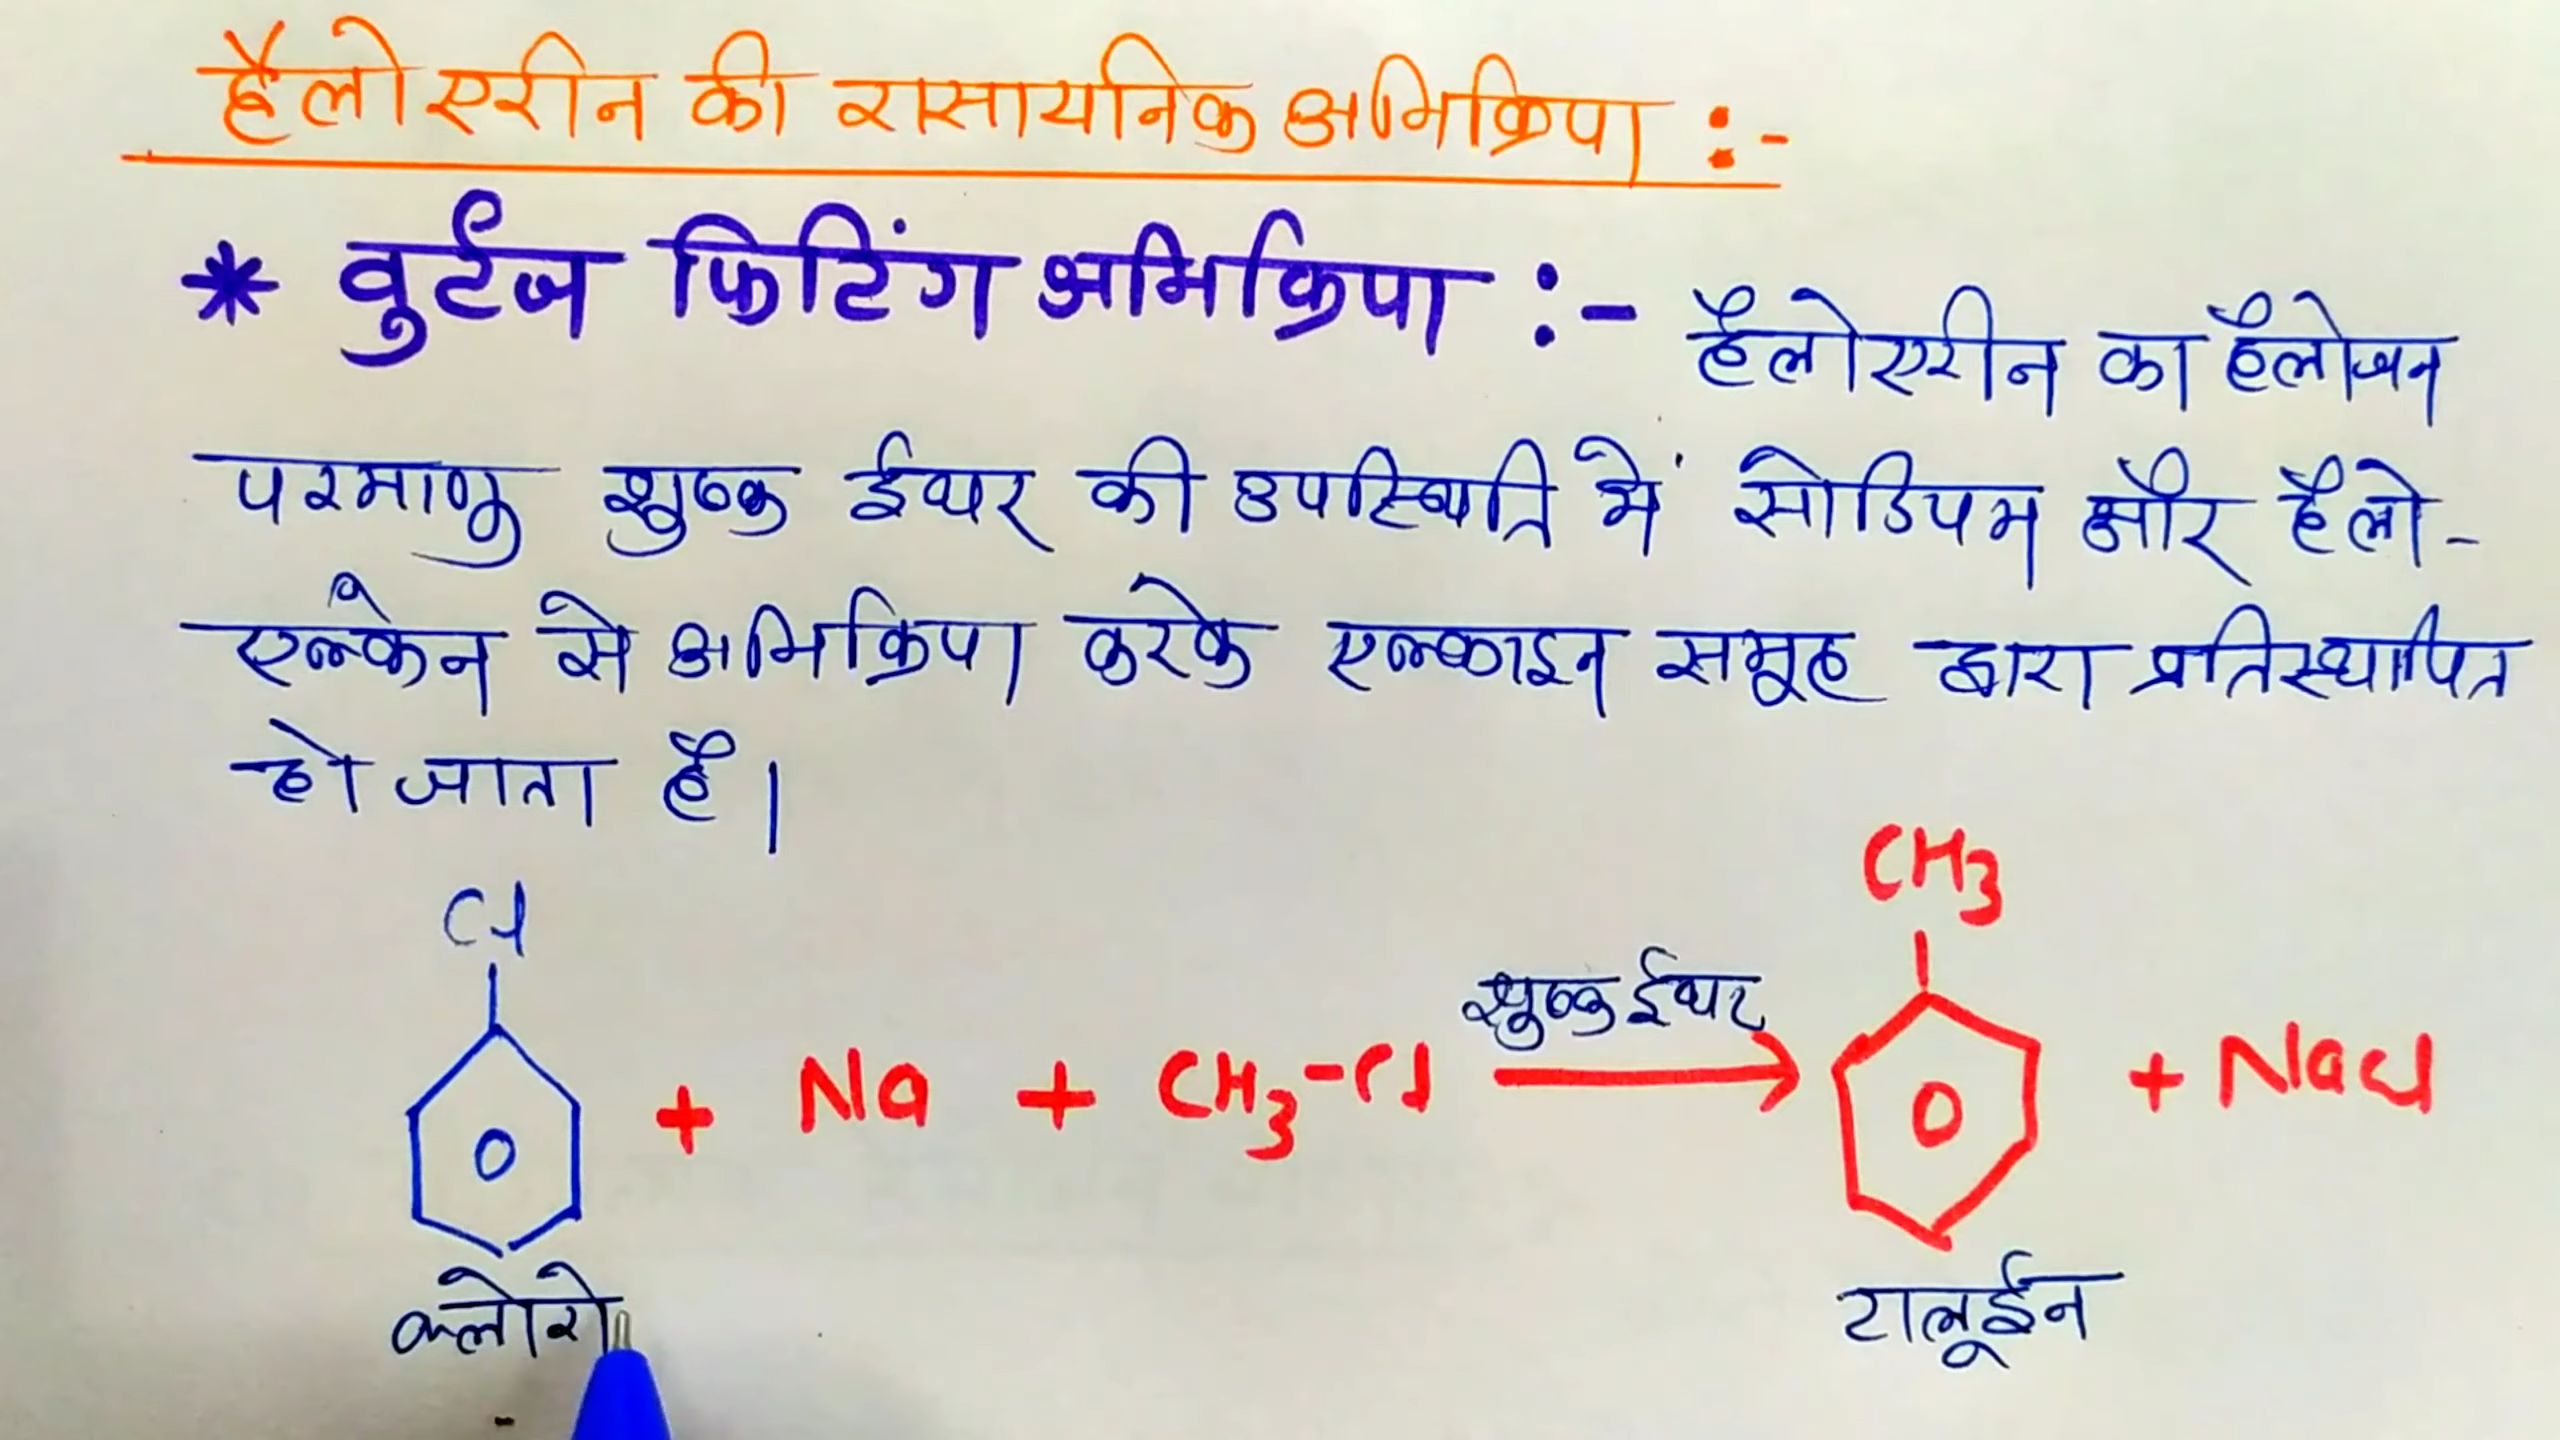 हैलोएरीन की रासायनिक अभिक्रिया :-
* वुर्टज फिटिंग अभिक्रिया :- हैलोएरीन का हैलोजन
परमाणु शुष्क ईथर की उपस्थिति में सोडियम और हैलो-
एल्केन से अभिक्रिया करके एल्काइन समूह द्वारा प्रतिस्थापित
हो जाता है।
Cl
CH3
शुष्क ईथर
+ Na + CH3-Cl
+ NaCl
क्लोरो
टालूईन